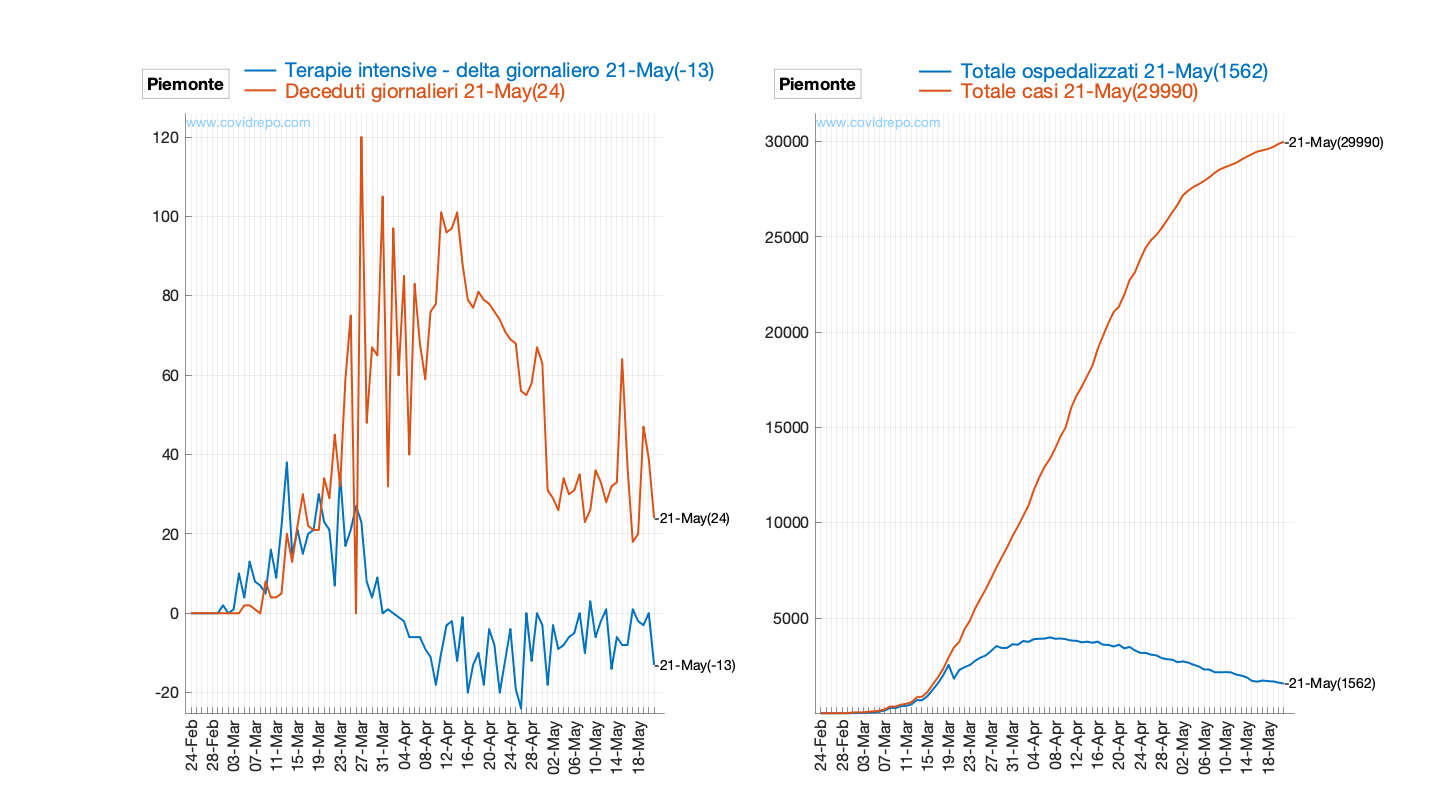 Piemonte
Terapie intensive - delta giornaliero 21-May(-13)
Deceduti giornalieri 21-May(24)
www.covidrepo.com
120
100
80
60
40
20
0
-20
-21-May(24)
-21-May(-13)
24-Feb
28-Feb
03-Mar
07-Mar
11-Mar
15-Mar
19-Mar
23-Mar
27-Mar
31-Mar
04-Apr
08-Apr
12-Apr
16-Apr
20-Apr
24-Apr
28-Apr
02-May
06-May
10-May
14-May
18-May
Piemonte
Totale ospedalizzati 21-May(1562)
Totale casi 21-May(29990)
www.covidrepo.com
30000
25000
20000
15000
10000
5000
-21-May(29990)
-21-May(1562)
24-Feb
28-Feb
03-Mar
07-Mar
11-Mar
15-Mar
19-Mar
23-Mar
27-Mar
31-Mar
04-Apr
08-Apr
12-Apr
16-Apr
20-Apr
24-Apr
28-Apr
02-May
06-May
10-May
14-May
18-May